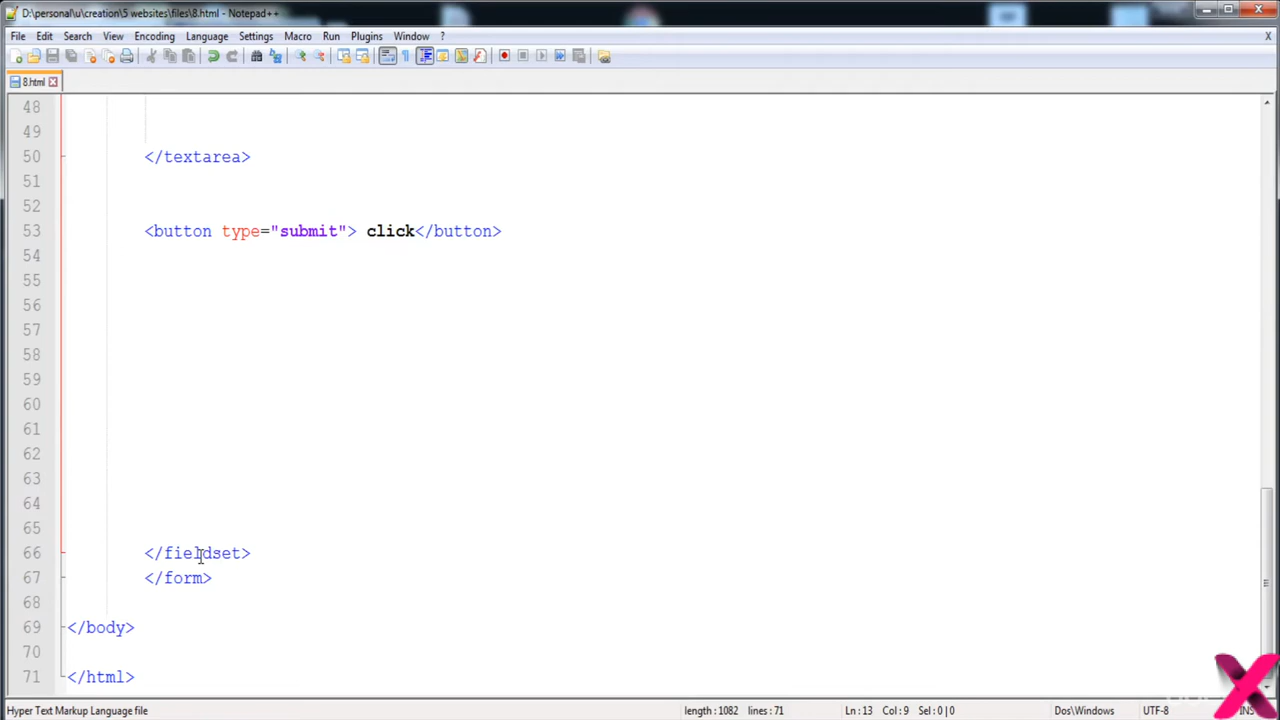 D:\personal\u\creation\5 websites\files\8.html - Notepad++
File Edit Search View Encoding Language Settings Macro Run Plugins Window ? X
8.html
48
49
50 </textarea>
51
52
53 <button type="submit"> click</button>
54
55
56
57
58
59
60
61
62
63
64
65
66 </fieldset>
67 </form>
68
69 </body>
70
71 </html>
Hyper Text Markup Language file length : 1082 lines : 71 Ln : 13 Col : 9 Sel : 0 | 0 Dos\Windows UTF-8 INS